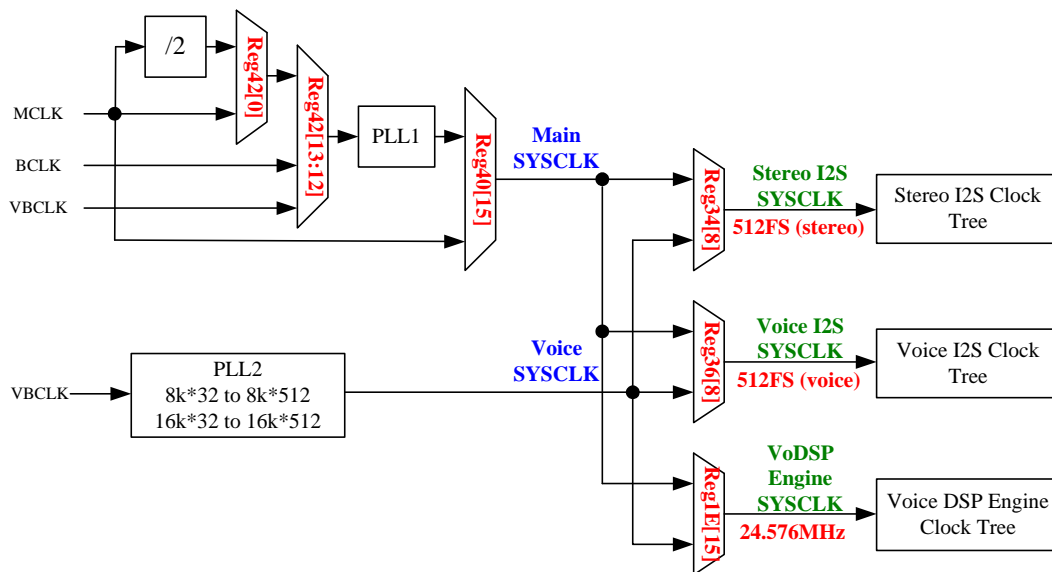 /2
Reg42[0]
MCLK
BCLK
VBCLK
Reg42[13:12]
PLL1
Reg40[15]
Main
SYSCLK
Reg34[8]
Stereo I2S
SYSCLK
512FS (stereo)
Stereo I2S Clock
Tree
VBCLK
PLL2
8k*32 to 8k*512
16k*32 to 16k*512
Voice
SYSCLK
Reg36[8]
Voice I2S
SYSCLK
512FS (voice)
Voice I2S Clock
Tree
Reg1E[15]
VoDSP
Engine
SYSCLK
24.576MHz
Voice DSP Engine
Clock Tree